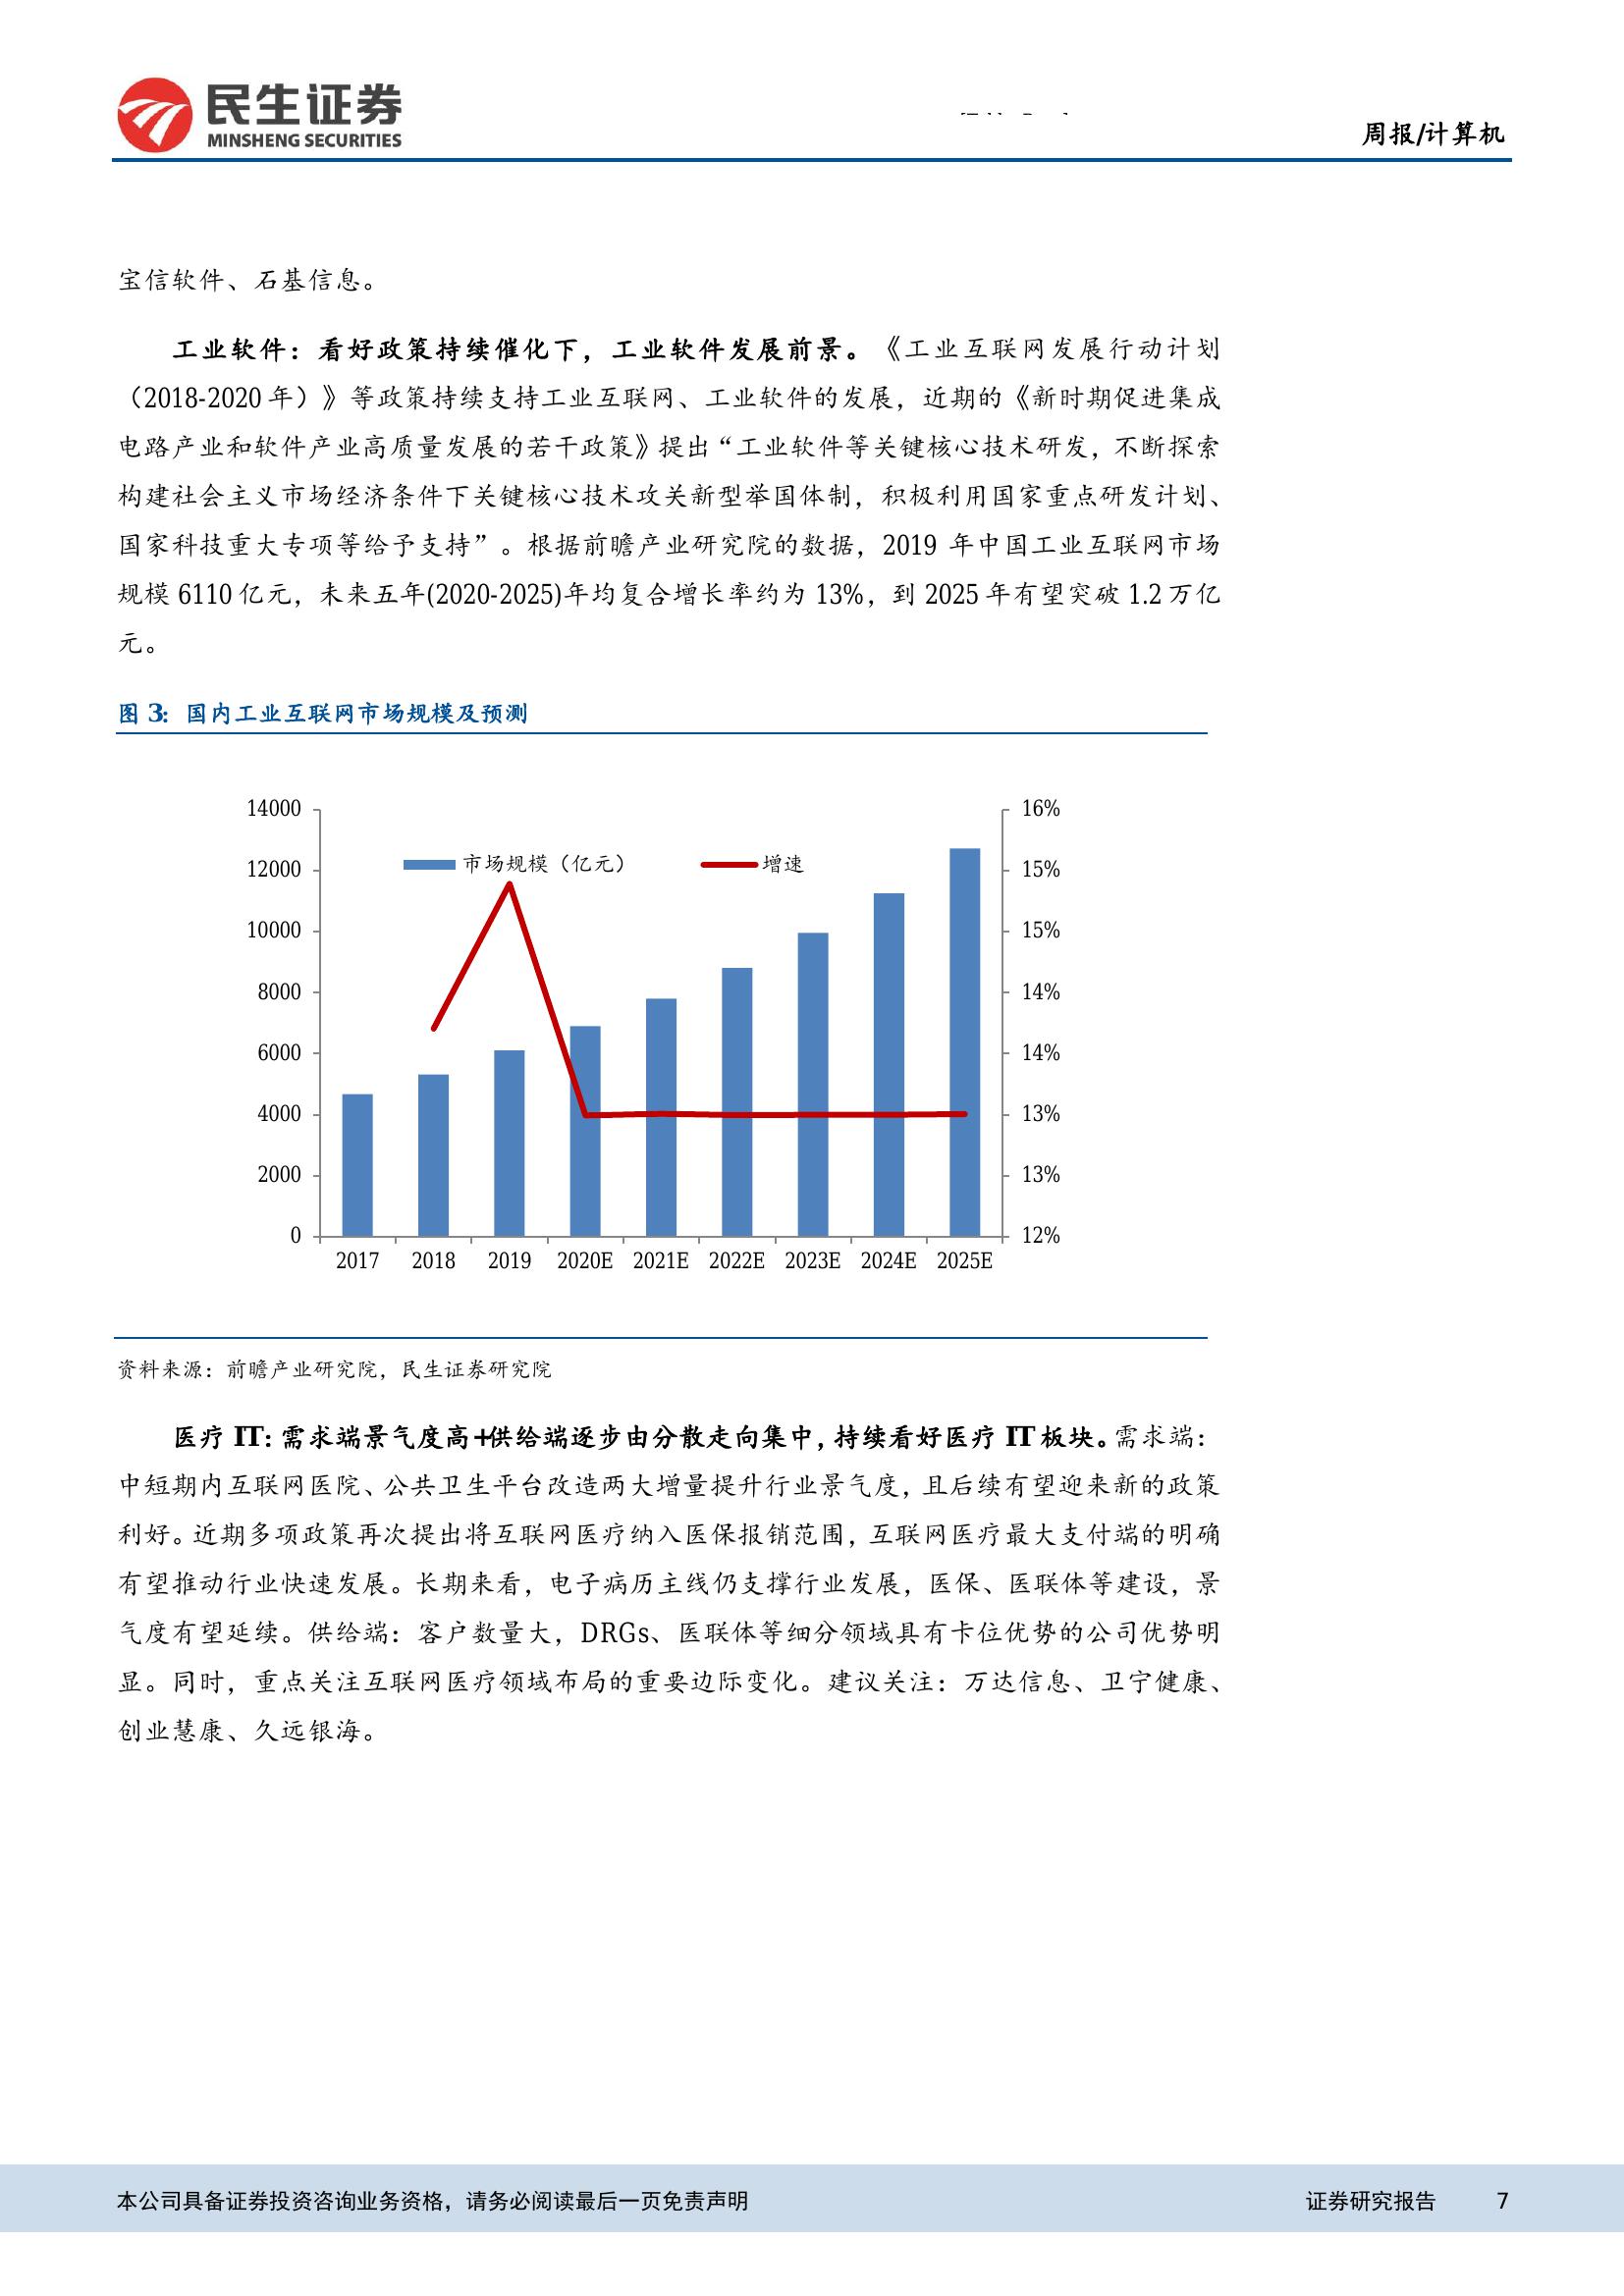 民生证券
MINSHENG SECURITIES
周报/计算机
宝信软件、石基信息。
工业软件：看好政策持续催化下，工业软件发展前景。《工业互联网发展行动计划
（2018-2020 年）》等政策持续支持工业互联网、工业软件的发展，近期的《新时期促进集成
电路产业和软件产业高质量发展的若干政策》提出“工业软件等关键核心技术研发，不断探索
构建社会主义市场经济条件下关键核心技术攻关新型举国体制，积极利用国家重点研发计划、
国家科技重大专项等给予支持”。根据前瞻产业研究院的数据，2019 年中国工业互联网市场
规模 6110 亿元，未来五年(2020-2025)年均复合增长率约为 13%，到 2025 年有望突破 1.2 万亿
元。
图 3：国内工业互联网市场规模及预测
市场规模（亿元） 增速
14000 16%
12000 15%
10000 15%
8000 14%
6000 14%
4000 13%
2000 13%
0 12%
2017 2018 2019 2020E 2021E 2022E 2023E 2024E 2025E
资料来源：前瞻产业研究院，民生证券研究院
医疗 IT：需求端景气度高+供给端逐步由分散走向集中，持续看好医疗 IT 板块。需求端：
中短期内互联网医院、公共卫生平台改造两大增量提升行业景气度，且后续有望迎来新的政策
利好。近期多项政策再次提出将互联网医疗纳入医保报销范围，互联网医疗最大支付端的明确
有望推动行业快速发展。长期来看，电子病历主线仍支撑行业发展，医保、医联体等建设，景
气度有望延续。供给端：客户数量大，DRGs、医联体等细分领域具有卡位优势的公司优势明
显。同时，重点关注互联网医疗领域布局的重要边际变化。建议关注：万达信息、卫宁健康、
创业慧康、久远银海。
本公司具备证券投资咨询业务资格，请务必阅读最后一页免责声明 证券研究报告 7